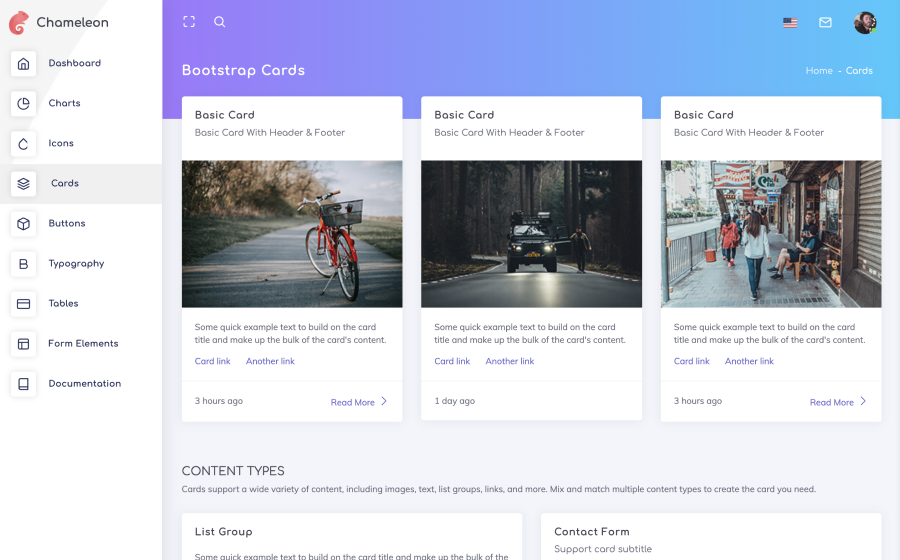 Chameleon
Dashboard
Charts
Icons
Cards
Buttons
Typography
Tables
Form Elements
Documentation
Bootstrap Cards
Home - Cards
Basic Card
Basic Card With Header & Footer
Some quick example text to build on the card
title and make up the bulk of the card's content.
Card link Another link
3 hours ago Read More
Basic Card
Basic Card With Header & Footer
Some quick example text to build on the card
title and make up the bulk of the card's content.
Card link Another link
1 day ago
Basic Card
Basic Card With Header & Footer
Some quick example text to build on the card
title and make up the bulk of the card's content.
Card link Another link
3 hours ago Read More
CONTENT TYPES
Cards support a wide variety of content, including images, text, list groups, links, and more. Mix and match multiple content types to create the card you need.
List Group
Some quick example text to build on the card title and make up the bulk of the
Contact Form
Support card subtitle